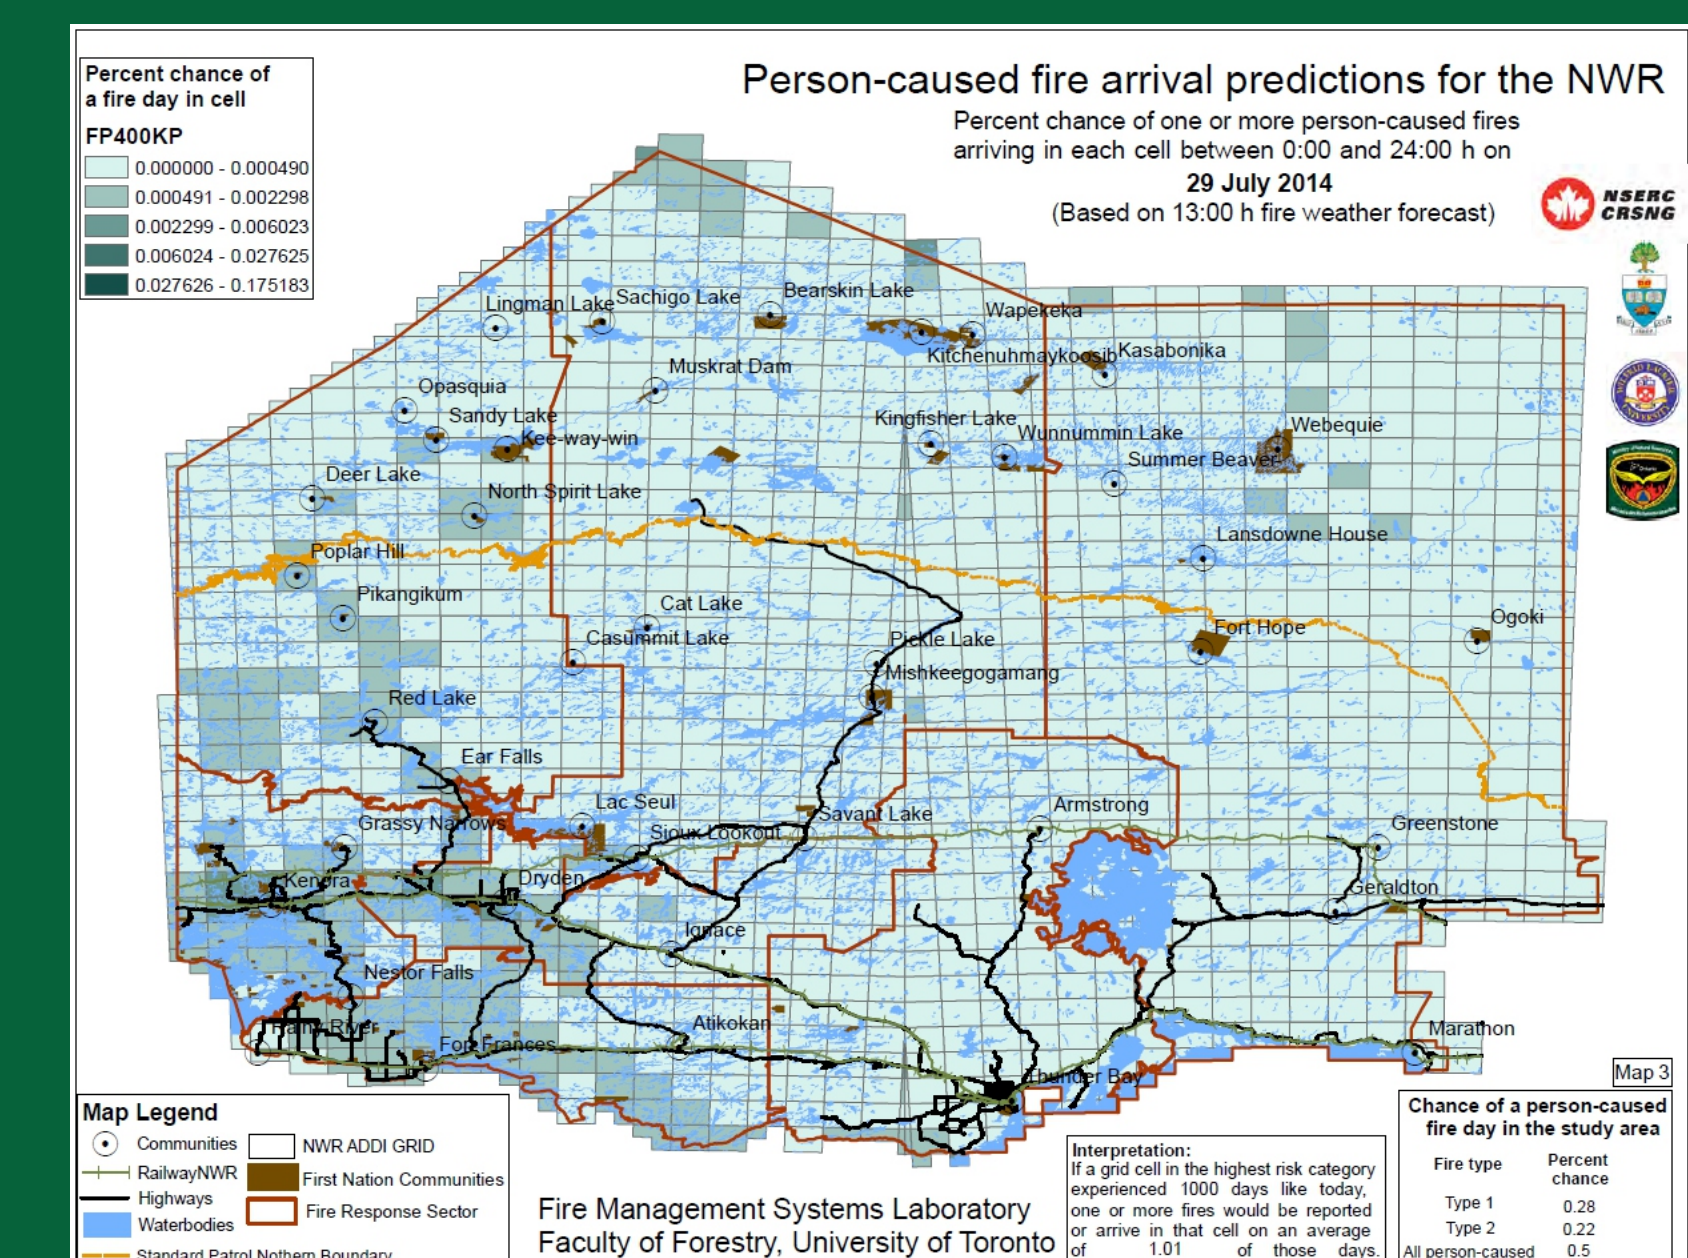 Person-caused fire arrival predictions for the NWR
Percent chance of one or more person-caused fires
arriving in each cell between 0:00 and 24:00 h on
29 July 2014
(Based on 13:00 h fire weather forecast)
Percent chance of
a fire day in cell
FP400KP
0.000000 - 0.000490
0.000491 - 0.002298
0.002299 - 0.006023
0.006024 - 0.027625
0.027626 - 0.175183
NSERC
CRSNG
Lingman Lake
Sachigo Lake
Bearskin Lake
Wapekeka
Kitchenuhmaykoosib
Kasabonika
Muskrat Dam
Opasquia
Sandy Lake
Kee-way-win
Kingfisher Lake
Wunnummin Lake
Webequie
Summer Beaver
Deer Lake
North Spirit Lake
Lansdowne House
Poplar Hill
Pikangikum
Cat Lake
Casummit Lake
Pickle Lake
Fort Hope
Ogoki
Mishkeegogamang
Red Lake
Ear Falls
Lac Seul
Savant Lake
Armstrong
Grassy Narrows
Sioux Lookout
Greenstone
Kenora
Dryden
Geraldton
Ignace
Nestor Falls
Rainy River
Atikokan
Fort Frances
Marathon
Thunder Bay
Map 3
Map Legend
Communities
NWR ADDI GRID
RailwayNWR
First Nation Communities
Highways
Fire Response Sector
Waterbodies
Standard Patrol Nothern Boundary
Fire Management Systems Laboratory
Faculty of Forestry, University of Toronto
Interpretation:
If a grid cell in the highest risk category
experienced 1000 days like today,
one or more fires would be reported
or arrive in that cell on an average
of 1.01 of those days.
Chance of a person-caused
fire day in the study area
Fire type Percent
chance
Type 1 0.28
Type 2 0.22
All person-caused 0.5